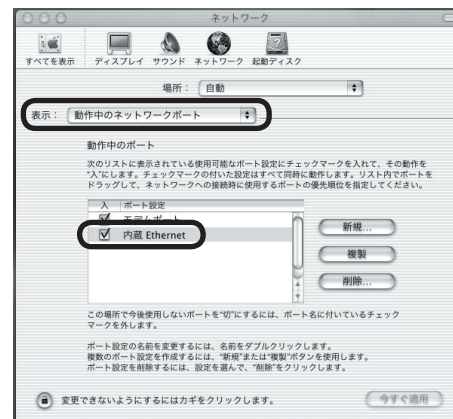 ネットワーク
すべてを表示 ディスプレイ サウンド ネットワーク 起動ディスク
場所： 自動
表示： 動作中のネットワークポート
動作中のポート
次のリストに表示されている使用可能なポート設定にチェックマークを入れて、その動作を
“入”にします。チェックマークの付いた設定はすべて同時に動作します。リスト内でポートを
ドラッグして、ネットワークへの接続時に使用するポートの優先順位を指定してください。
入 ポート設定
モデムポート
内蔵 Ethernet
新規...
複製
削除...
この場所で今後使用しないポートを“切”にするには、ポート名に付いているチェック
マークを外します。
ポート設定の名前を変更するには、名前をダブルクリックします。
複数のポート設定を作成するには、“新規”または“複製”ボタンを使用します。
ポート設定を削除するには、設定を選んで、“削除”をクリックします。
変更できないようにするにはカギをクリックします。
今すぐ適用